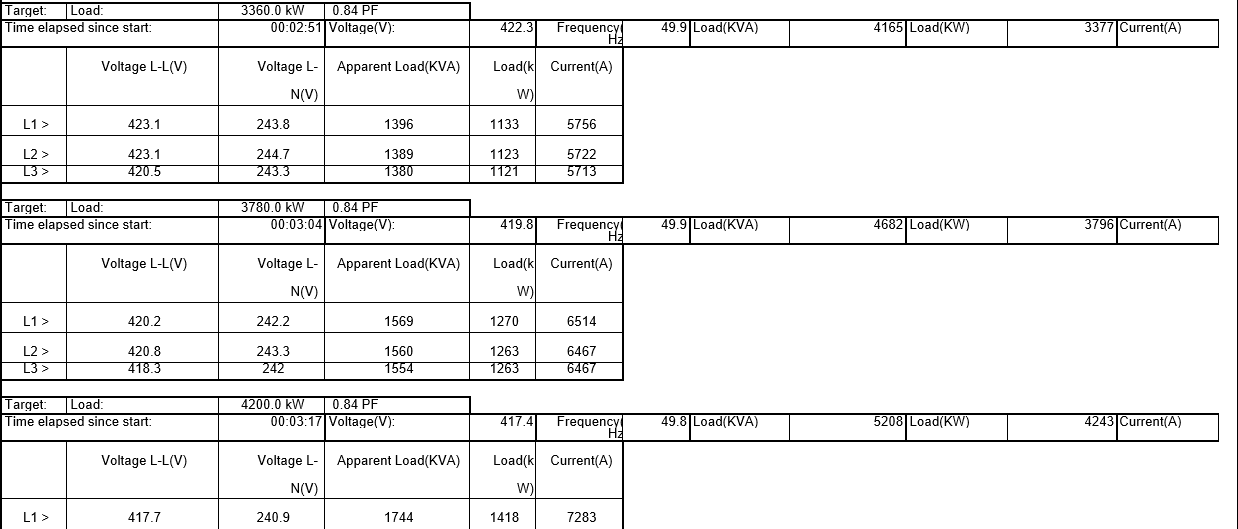 Target: Load: 3360.0 kW 0.84 PF
Time elapsed since start: 00:02:51 Voltage(V): 422.3 Frequency( Hz 49.9 Load(KVA) 4165 Load(KW) 3377 Current(A)
Voltage L-L(V) Voltage L- Apparent Load(KVA) Load(k Current(A)
N(V) W)
L1 > 423.1 243.8 1396 1133 5756
L2 > 423.1 244.7 1389 1123 5722
L3 > 420.5 243.3 1380 1121 5713
Target: Load: 3780.0 kW 0.84 PF
Time elapsed since start: 00:03:04 Voltage(V): 419.8 Frequency( Hz 49.9 Load(KVA) 4682 Load(KW) 3796 Current(A)
Voltage L-L(V) Voltage L- Apparent Load(KVA) Load(k Current(A)
N(V) W)
L1 > 420.2 242.2 1569 1270 6514
L2 > 420.8 243.3 1560 1263 6467
L3 > 418.3 242 1554 1263 6467
Target: Load: 4200.0 kW 0.84 PF
Time elapsed since start: 00:03:17 Voltage(V): 417.4 Frequency( Hz 49.8 Load(KVA) 5208 Load(KW) 4243 Current(A)
Voltage L-L(V) Voltage L- Apparent Load(KVA) Load(k Current(A)
N(V) W)
L1 > 417.7 240.9 1744 1418 7283